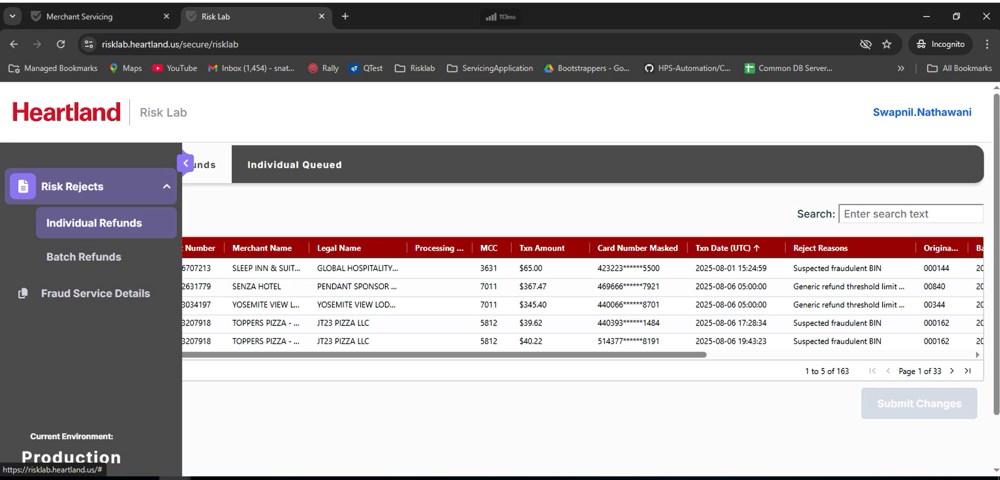 Merchant Servicing
Risk Lab
113ms
risklab.heartland.us/secure/risklab
Incognito
Managed Bookmarks
Maps
YouTube
Inbox (1,454) - snat...
Rally
QTest
Risklab
ServicingApplication
Bootstrappers - Go...
HPS-Automation/C...
Common DB Server...
All Bookmarks
Heartland
Risk Lab
Swapnil.Nathawani
unds
Individual Queued
Risk Rejects
Individual Refunds
Batch Refunds
Fraud Service Details
Search: Enter search text
Number Merchant Name Legal Name Processing ... MCC Txn Amount Card Number Masked Txn Date (UTC) ↑ Reject Reasons Origina... Ba
6707213 SLEEP INN & SUIT... GLOBAL HOSPITALITY... 3631 $65.00 423223******5500 2025-08-01 15:24:59 Suspected fraudulent BIN 000144 20
2631779 SENZA HOTEL PENDANT SPONSOR ... 7011 $367.47 469666******7921 2025-08-06 05:00:00 Generic refund threshold limit ... 00840 20
3034197 YOSEMITE VIEW L... YOSEMITE VIEW LOD... 7011 $345.40 440066******8701 2025-08-06 05:00:00 Generic refund threshold limit ... 00344 20
3207918 TOPPERS PIZZA - ... JT23 PIZZA LLC 5812 $39.62 440393******1484 2025-08-06 17:28:34 Suspected fraudulent BIN 000162 20
3207918 TOPPERS PIZZA - ... JT23 PIZZA LLC 5812 $40.22 514377******8191 2025-08-06 19:43:23 Suspected fraudulent BIN 000162 20
1 to 5 of 163 Page 1 of 33
Submit Changes
Current Environment:
Production
https://risklab.heartland.us/#